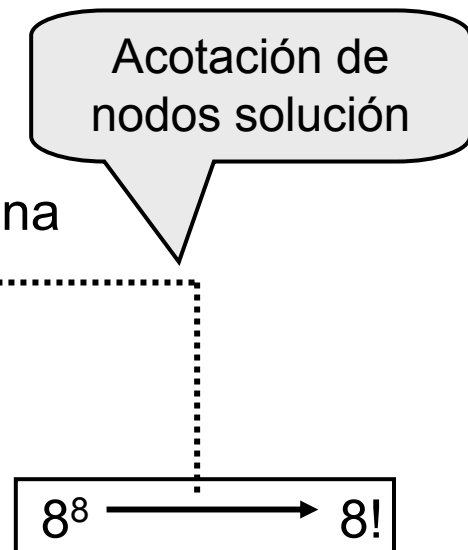 Acotación de
nodos solución
na
8⁸ 8!